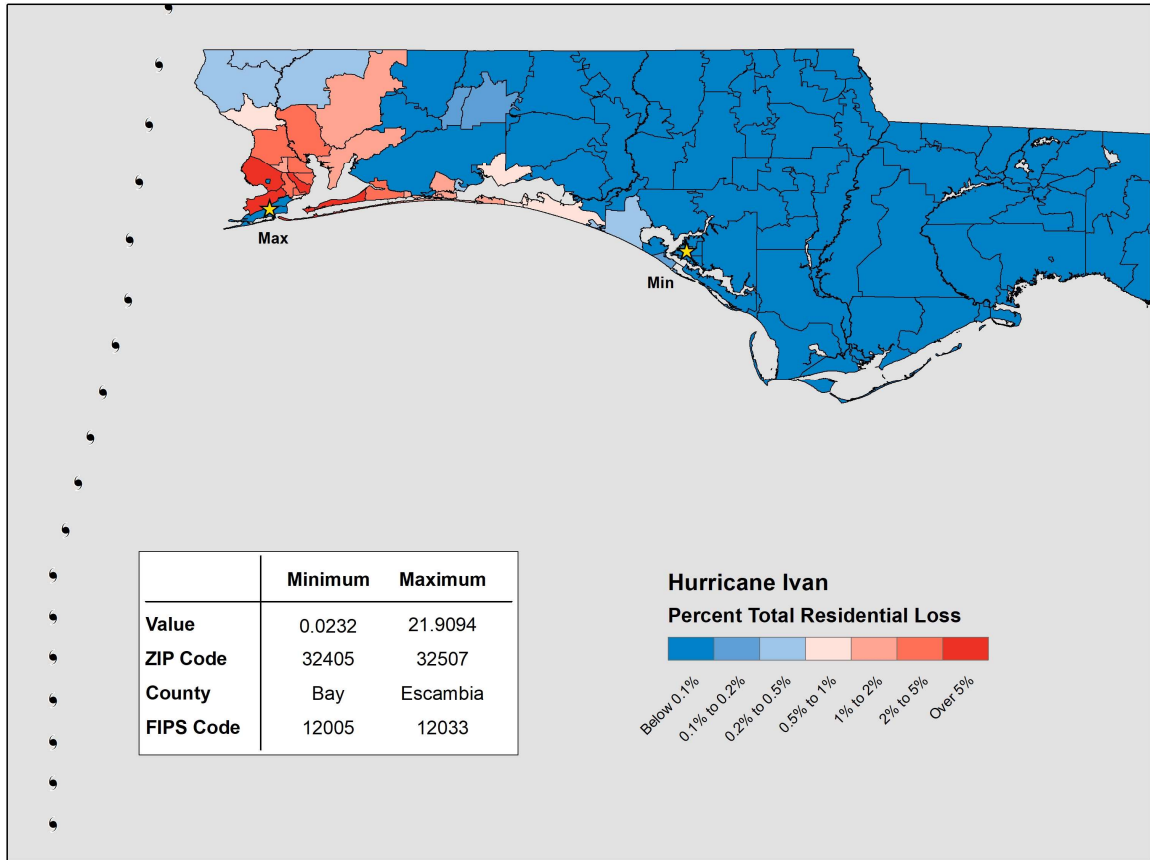 Max
Min
Minimum Maximum
Value 0.0232 21.9094
ZIP Code 32405 32507
County Bay Escambia
FIPS Code 12005 12033
Hurricane Ivan
Percent Total Residential Loss
Below 0.1%
0.1% to 0.2%
0.2% to 0.5%
0.5% to 1%
1% to 2%
2% to 5%
Over 5%